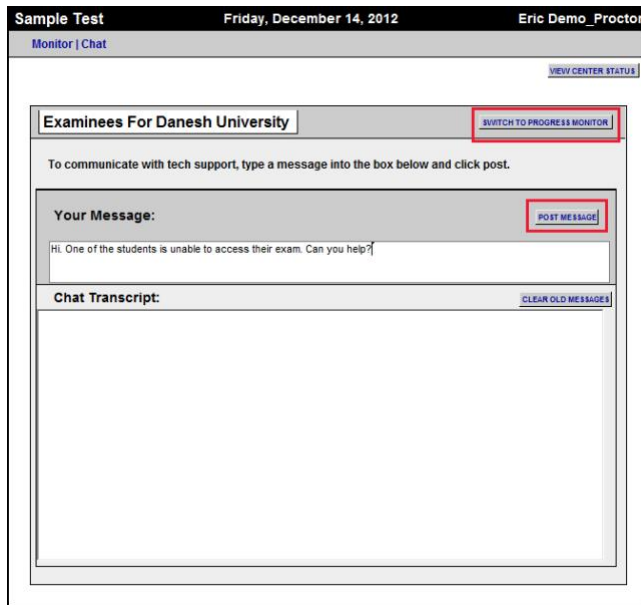 Sample Test Friday, December 14, 2012 Eric Demo_Proctor
Monitor | Chat
VIEW CENTER STATUS
Examinees For Danesh University SWITCH TO PROGRESS MONITOR
To communicate with tech support, type a message into the box below and click post.
Your Message: POST MESSAGE
Hi. One of the students is unable to access their exam. Can you help?
Chat Transcript: CLEAR OLD MESSAGES